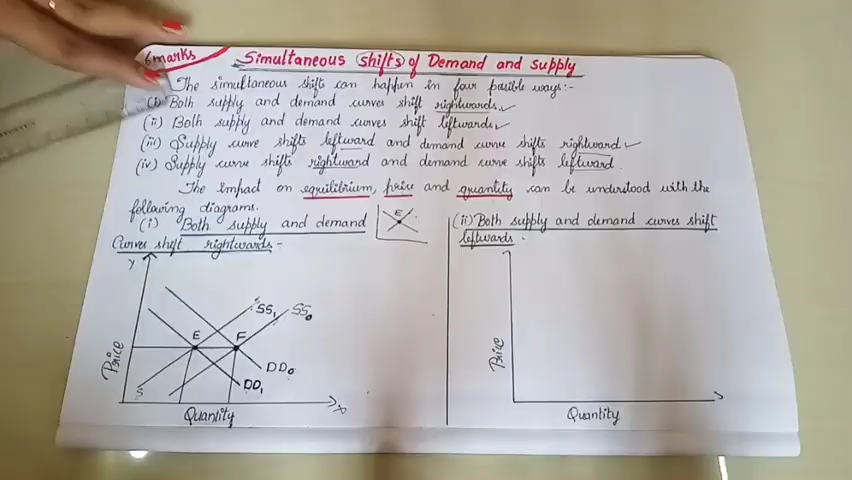 6marks
Simultaneous shifts of Demand and supply
The simultaneous shift can happen in four posible ways:-
(i) Both supply and demand curves shift rightwards.
(ii) Both supply and demand curves shift leftwards.
(iii) Supply curve shifts leftward and demand curve shifts rightward
(iv) Supply curve shifts rightward and demand curve shifts leftward.
The impact on equilibrium, price and quantity can be understood with the
following diagrams.
(i) Both supply and demand
Curves shift rightwards-
E
(ii) Both supply and demand curves shift
leftwards.
Y
SS1
SS0
E
F
Price
DD0
DD1
S
X
Quantity
Price
Quantity